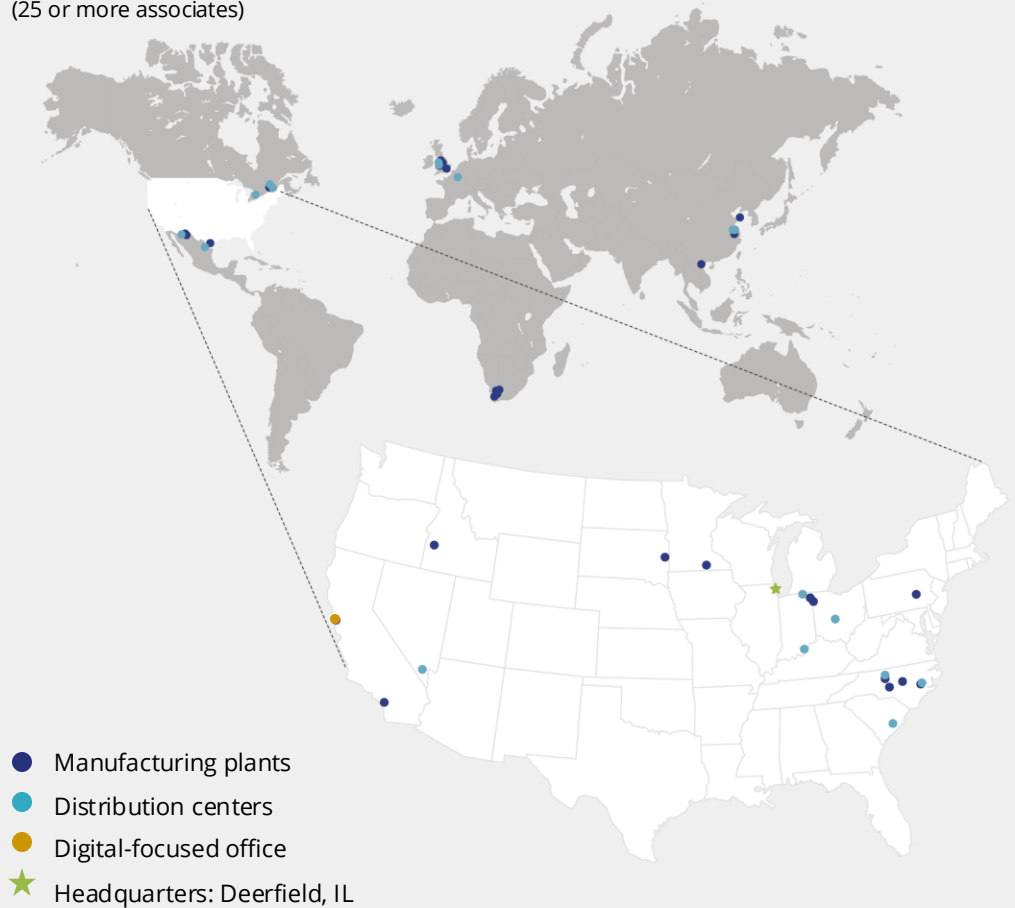 (25 or more associates)
Manufacturing plants
Distribution centers
Digital-focused office
Headquarters: Deerfield, IL